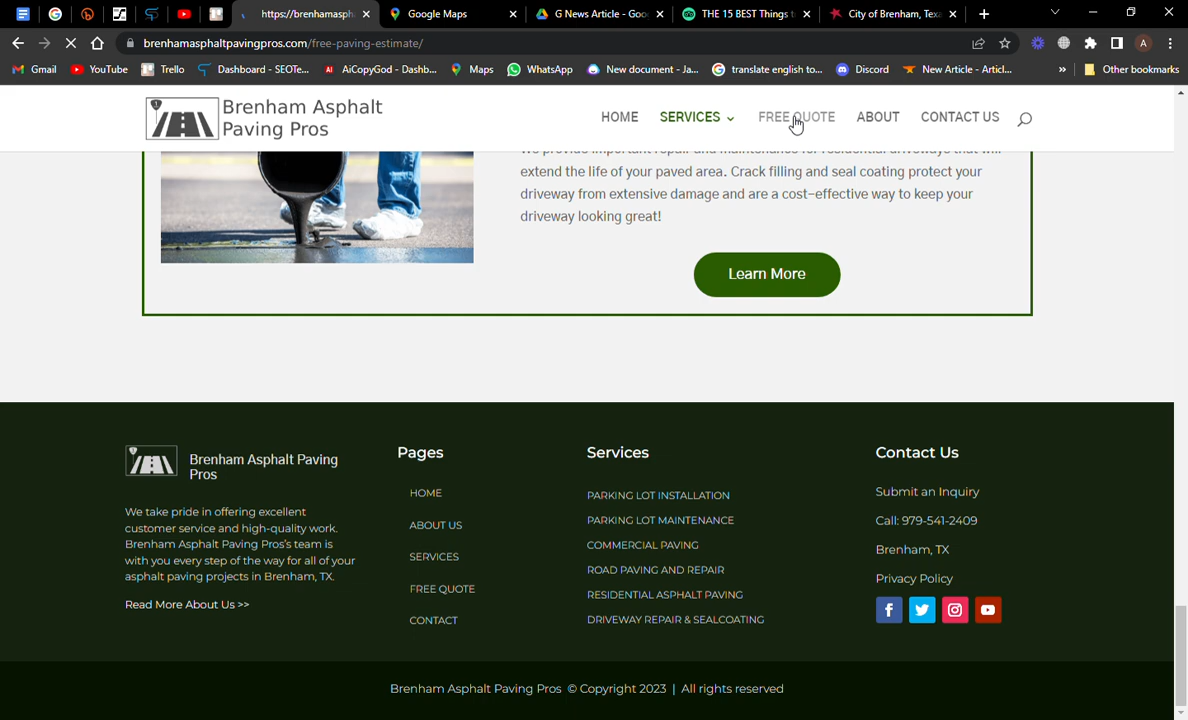 https://brenhamasph
Google Maps
G News Article - Goo
THE 15 BEST Things t
City of Brenham, Texa
brenhamasphaltpavingpros.com/free-paving-estimate/
A
Gmail
YouTube
Trello
Dashboard - SEOTe...
AI
AiCopyGod - Dashb...
Maps
WhatsApp
New document - Ja...
translate english to...
Discord
New Article - Articl...
»
Other bookmarks
Brenham Asphalt
Paving Pros
HOME
SERVICES
FREE QUOTE
ABOUT
CONTACT US
We provide important repair and maintenance for residential driveways that will
extend the life of your paved area. Crack filling and seal coating protect your
driveway from extensive damage and are a cost-effective way to keep your
driveway looking great!
Learn More
Brenham Asphalt Paving
Pros
We take pride in offering excellent
customer service and high-quality work.
Brenham Asphalt Paving Pros's team is
with you every step of the way for all of your
asphalt paving projects in Brenham, TX.
Read More About Us >>
Pages
HOME
ABOUT US
SERVICES
FREE QUOTE
CONTACT
Services
PARKING LOT INSTALLATION
PARKING LOT MAINTENANCE
COMMERCIAL PAVING
ROAD PAVING AND REPAIR
RESIDENTIAL ASPHALT PAVING
DRIVEWAY REPAIR & SEALCOATING
Contact Us
Submit an Inquiry
Call: 979-541-2409
Brenham, TX
Privacy Policy
Brenham Asphalt Paving Pros © Copyright 2023 | All rights reserved